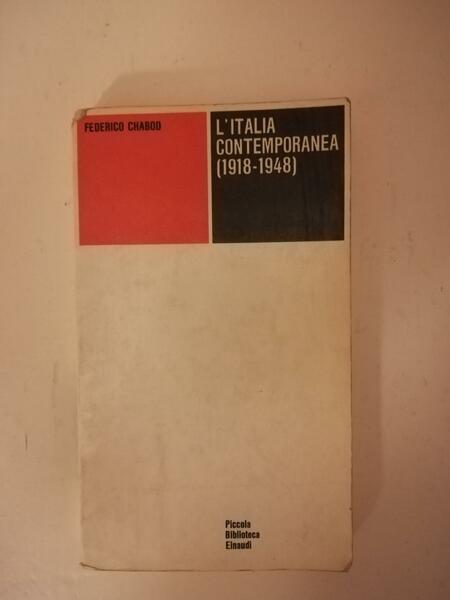 FEDERICO CHABOD
L'ITALIA
CONTEMPORANEA
(1918-1948)
Piccola
Biblioteca
Einaudi